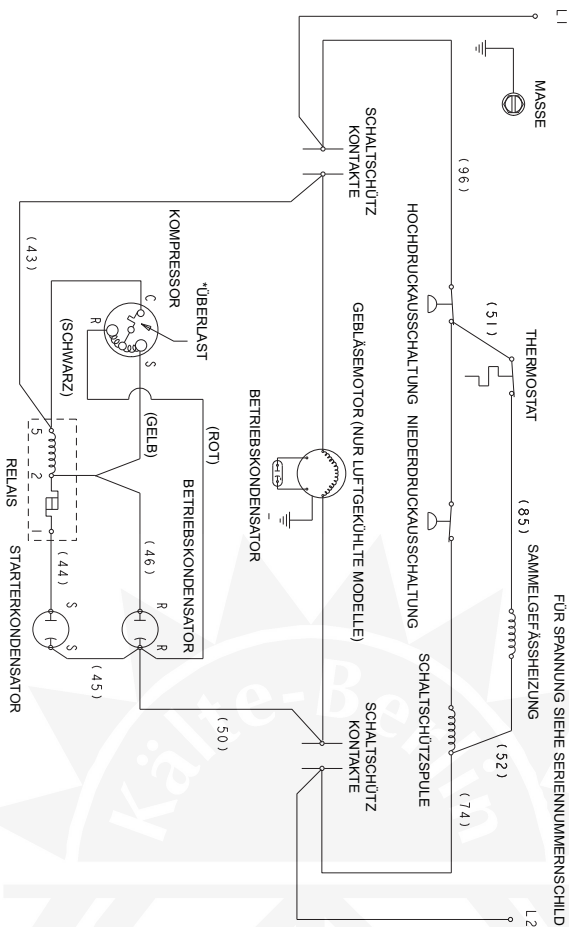 FÜR SPANNUNG SIEHE SERIENNUMMERNSCHILD
L1
L2
MASSE
THERMOSTAT
(85)
SAMMELGEFÄSSHEIZUNG
(52)
(51)
(96)
HOCHDRUCKAUSSCHALTUNG
NIEDERDRUCKAUSSCHALTUNG
SCHALTSCHÜTZSPULE
(74)
SCHALTSCHÜTZ
KONTAKTE
GEBLÄSEMOTOR (NUR LUFTGEKÜHLTE MODELLE)
SCHALTSCHÜTZ
KONTAKTE
BETRIEBSKONDENSATOR
(43)
KOMPRESSOR
*ÜBERLAST
C
R
S
(ROT)
(GELB)
(SCHWARZ)
BETRIEBSKONDENSATOR
R
R
(46)
(50)
5
2
1
RELAIS
(44)
S
S
(45)
STARTERKONDENSATOR
Kälte-Berlin